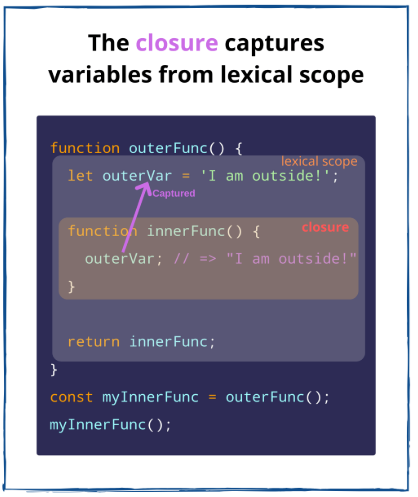 The closure captures
variables from lexical scope
function outerFunc() {
lexical scope
let outerVar = 'I am outside!';
Captured
function innerFunc() {
closure
outerVar; // => "I am outside!"
}
return innerFunc;
}
const myInnerFunc = outerFunc();
myInnerFunc();